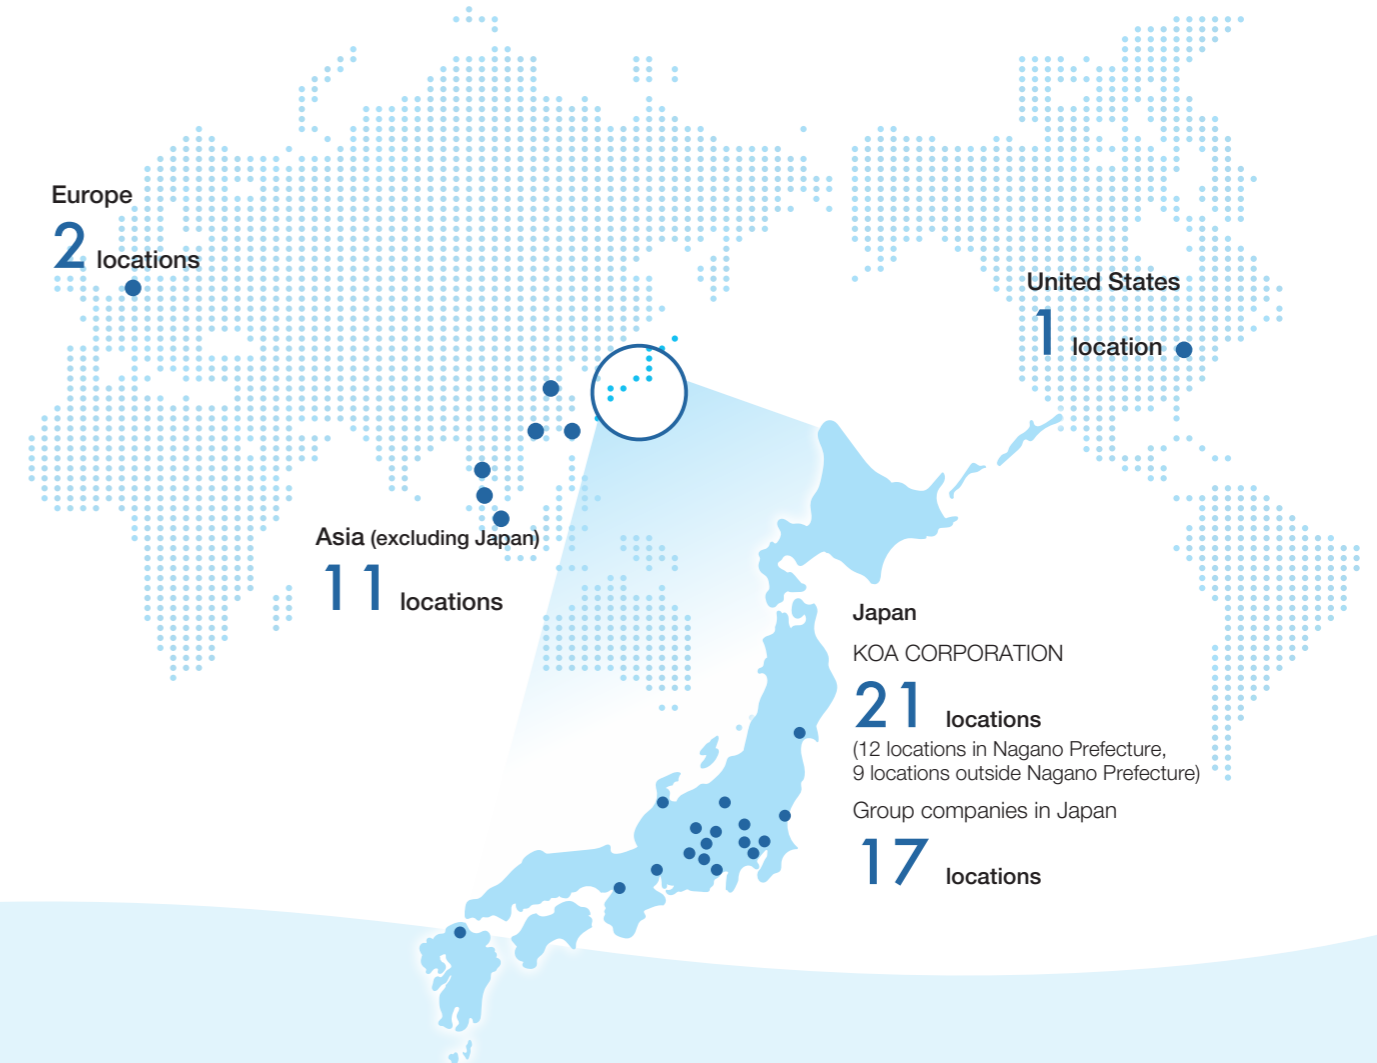 Europe
2 locations
United States
1 location
Asia (excluding Japan)
11 locations
Japan
KOA CORPORATION
21 locations
(12 locations in Nagano Prefecture,
9 locations outside Nagano Prefecture)
Group companies in Japan
17 locations